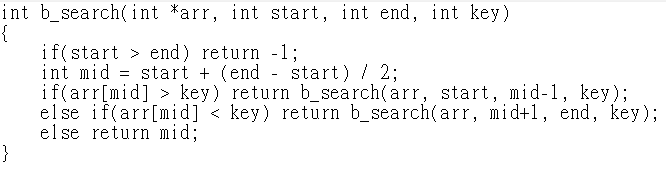 int b_search(int *arr, int start, int end, int key)
{
    if(start > end) return -1;
    int mid = start + (end - start) / 2;
    if(arr[mid] > key) return b_search(arr, start, mid-1, key);
    else if(arr[mid] < key) return b_search(arr, mid+1, end, key);
    else return mid;
}